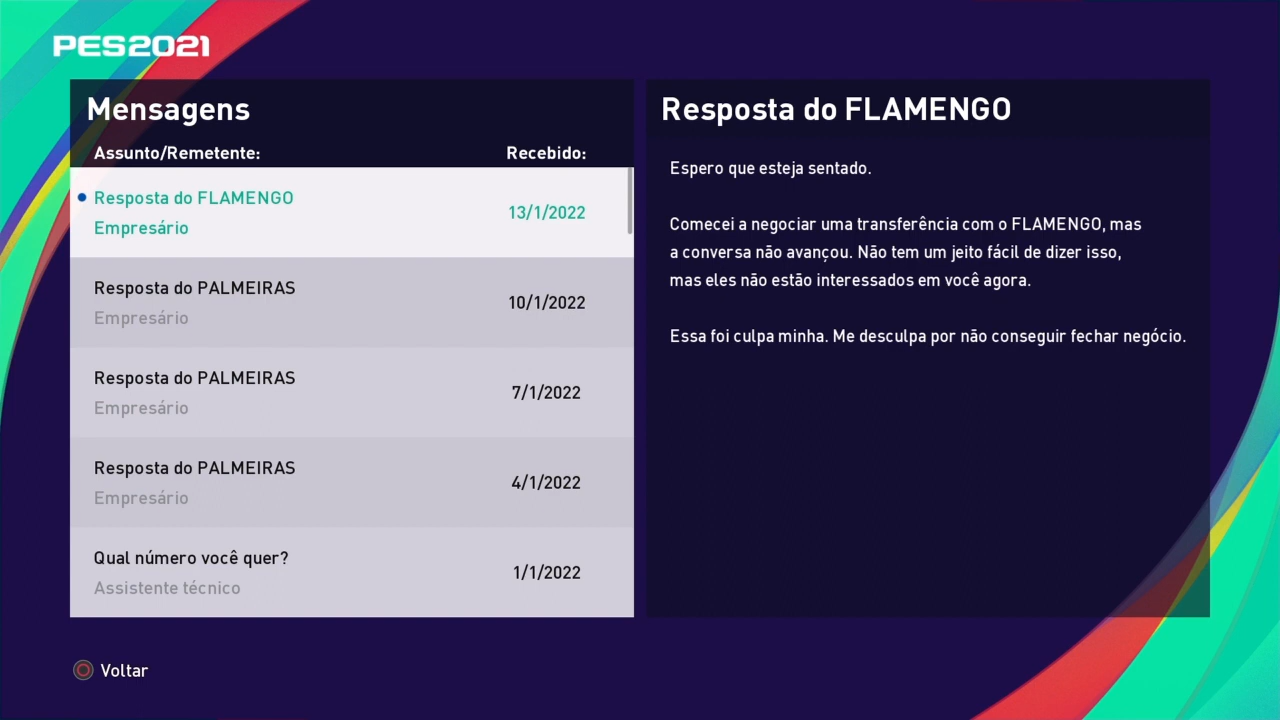 PES2021
Mensagens
Assunto/Remetente: Recebido:
Resposta do FLAMENGO
Empresário
13/1/2022
Resposta do PALMEIRAS
Empresário
10/1/2022
Resposta do PALMEIRAS
Empresário
7/1/2022
Resposta do PALMEIRAS
Empresário
4/1/2022
Qual número você quer?
Assistente técnico
1/1/2022
Resposta do FLAMENGO
Espero que esteja sentado.
Comecei a negociar uma transferência com o FLAMENGO, mas
a conversa não avançou. Não tem um jeito fácil de dizer isso,
mas eles não estão interessados em você agora.
Essa foi culpa minha. Me desculpa por não conseguir fechar negócio.
Voltar